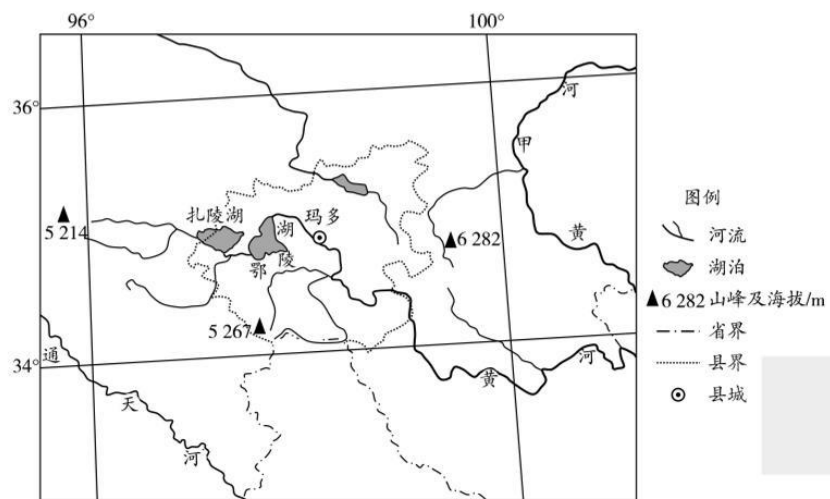 96°
100°
36°
河
甲
图例
扎陵湖
湖
玛多
黄
河流
5 214
鄂
陵
6 282
湖泊
6 282 山峰及海拔/m
5 267
省界
34°
通
县界
天
黄
河
县城
河